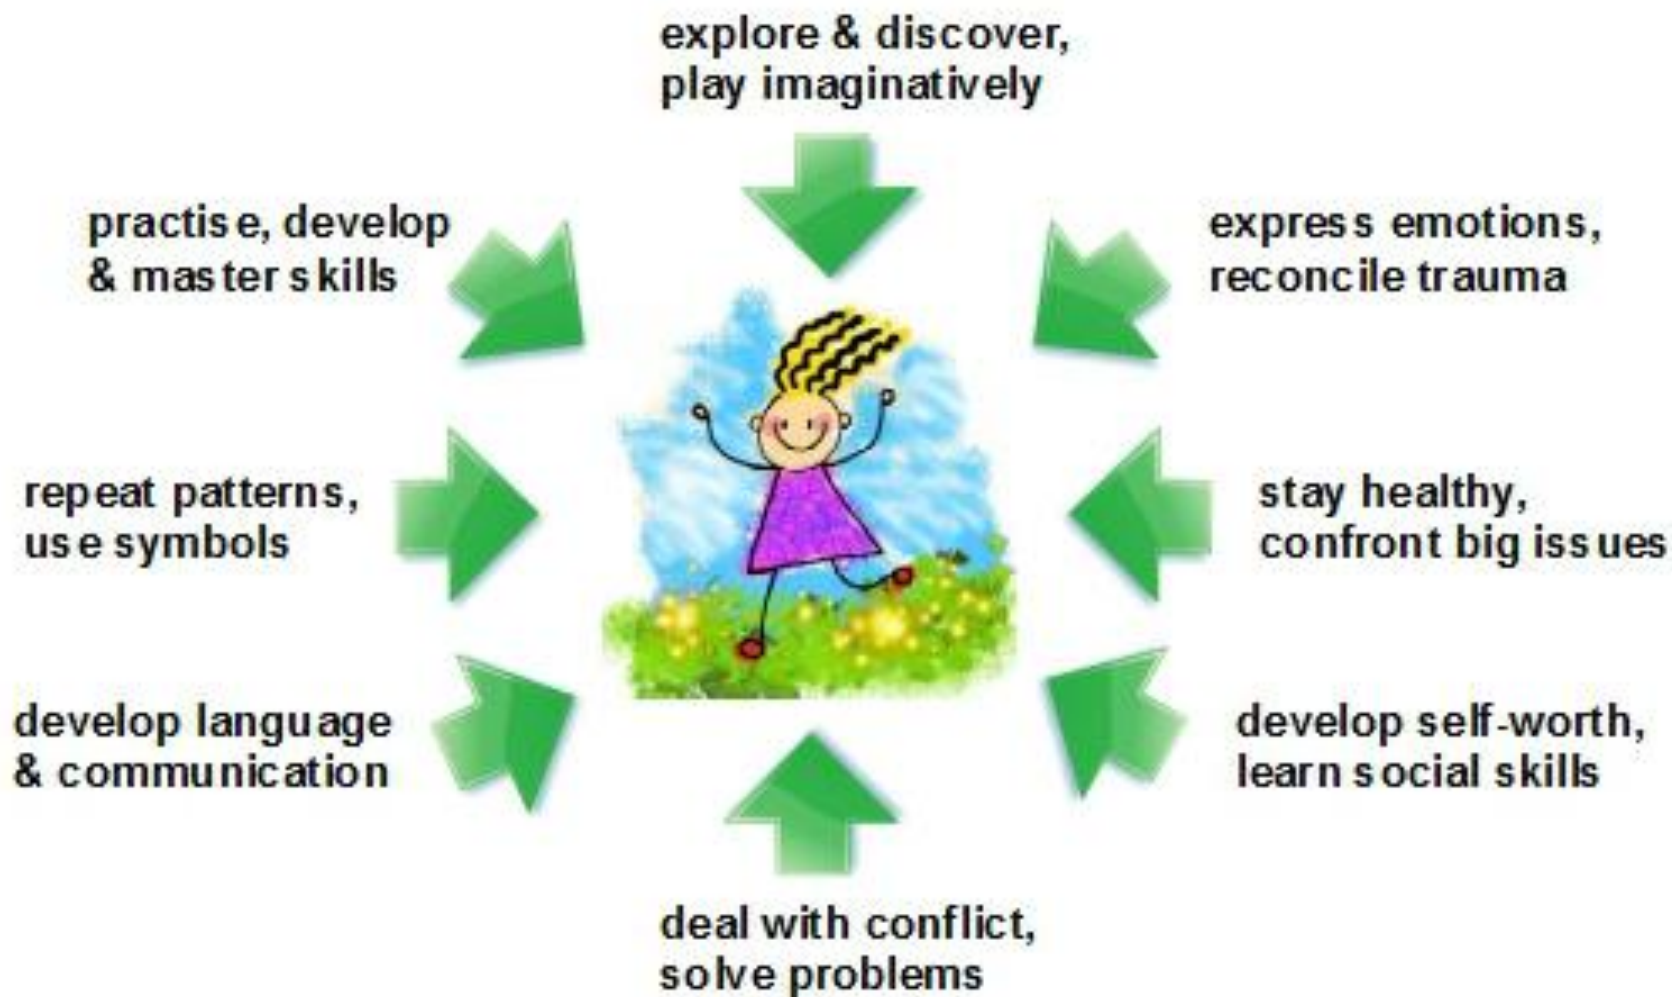 explore & discover,
play imaginatively
practise, develop
& master skills
express emotions,
reconcile trauma
repeat patterns,
use symbols
stay healthy,
confront big issues
develop language
& communication
develop self-worth,
learn social skills
deal with conflict,
solve problems